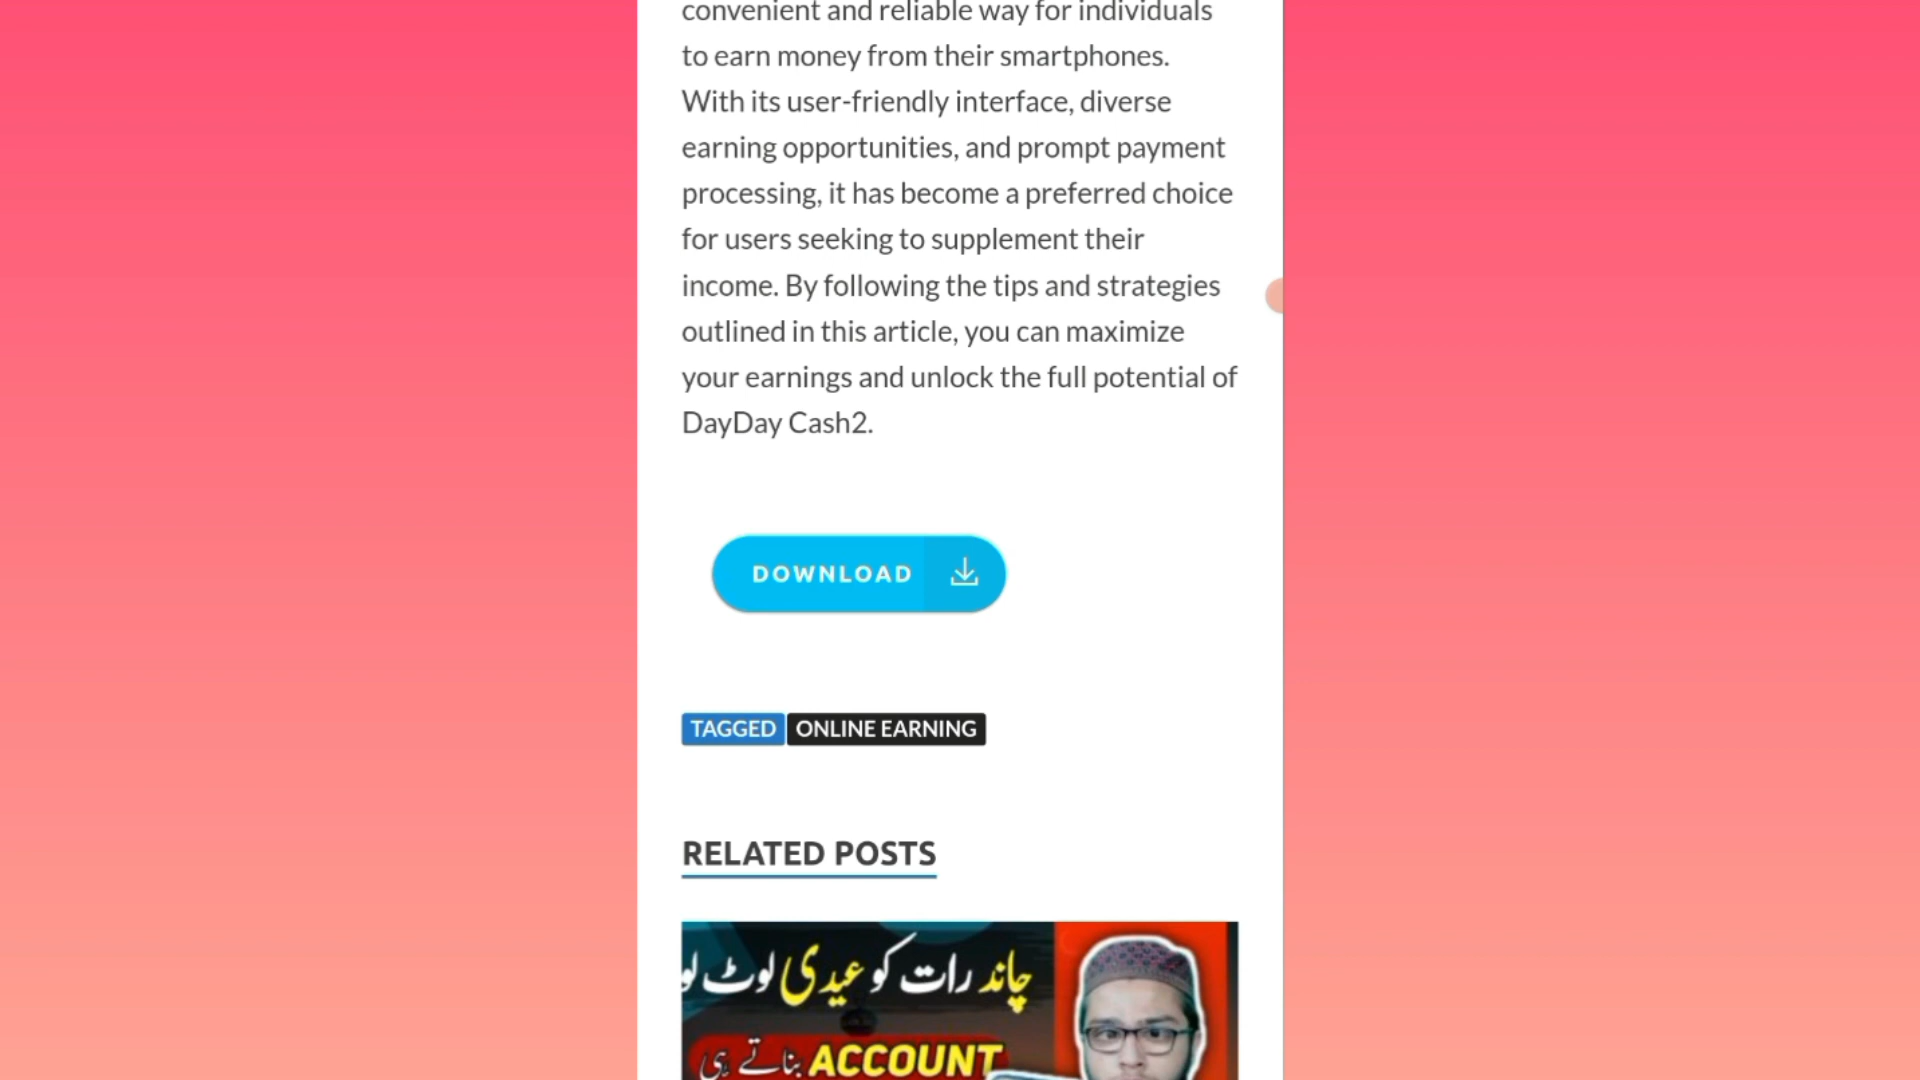 convenient and reliable way for individuals
to earn money from their smartphones.
With its user-friendly interface, diverse
earning opportunities, and prompt payment
processing, it has become a preferred choice
for users seeking to supplement their
income. By following the tips and strategies
outlined in this article, you can maximize
your earnings and unlock the full potential of
DayDay Cash2.
DOWNLOAD
TAGGED ONLINE EARNING
RELATED POSTS
چاند رات کو عیدی لوٹ لو
ACCOUNT بناتے ہی